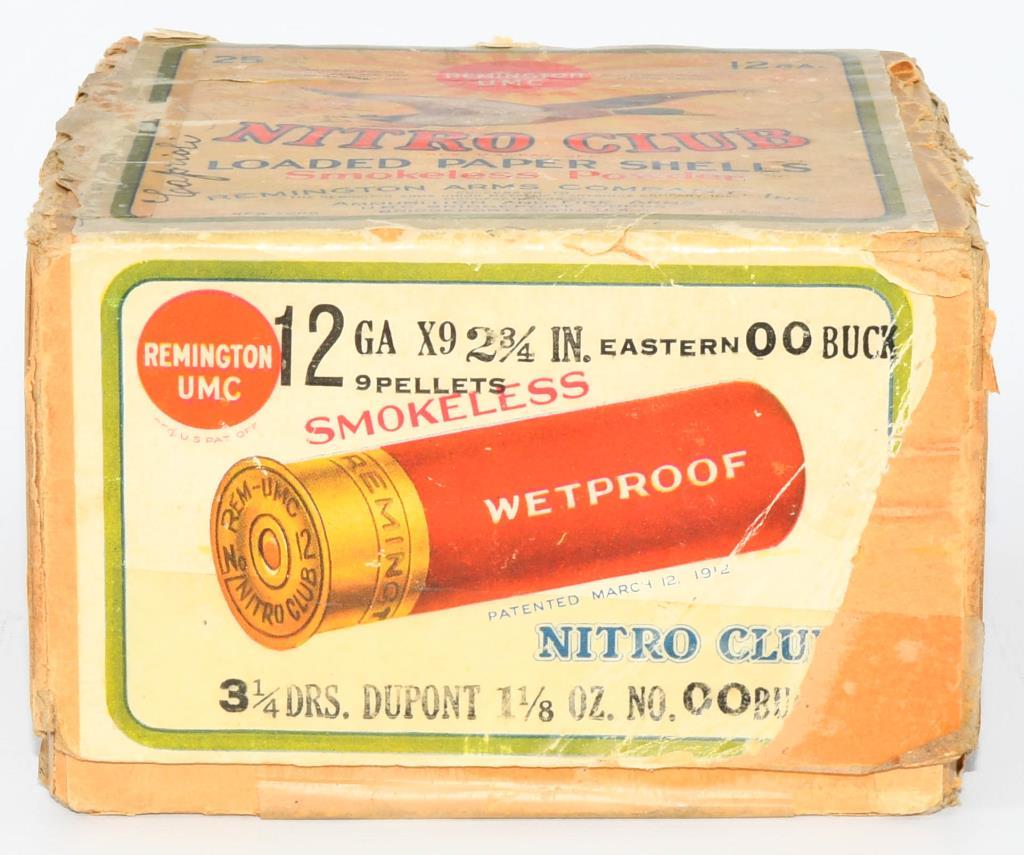 25 12 GA.
REMINGTON
UMC
NITRO CLUB
LOADED PAPER SHELLS
Smokeless Powder
REMINGTON ARMS COMPANY, Inc.
REMINGTON
UMC
12 GA X9 2¾ IN. EASTERN OO BUCK
9 PELLETS
SMOKELESS
WETPROOF
REMINGTON
REM-UMC
No 12
NITRO CLUB
PATENTED MARCH 12, 1912
NITRO CLU
3¼ DRS. DUPONT 1⅛ OZ. NO. OO BU